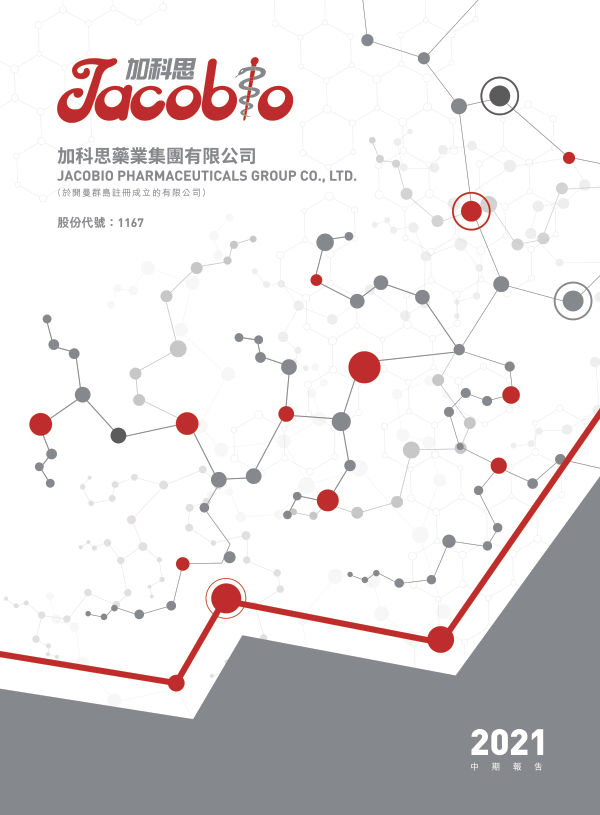 加科思
Jacobio
加科思藥業集團有限公司
JACOBIO PHARMACEUTICALS GROUP CO., LTD.
（於開曼群島註冊成立的有限公司）
股份代號：1167
2021
中期報告